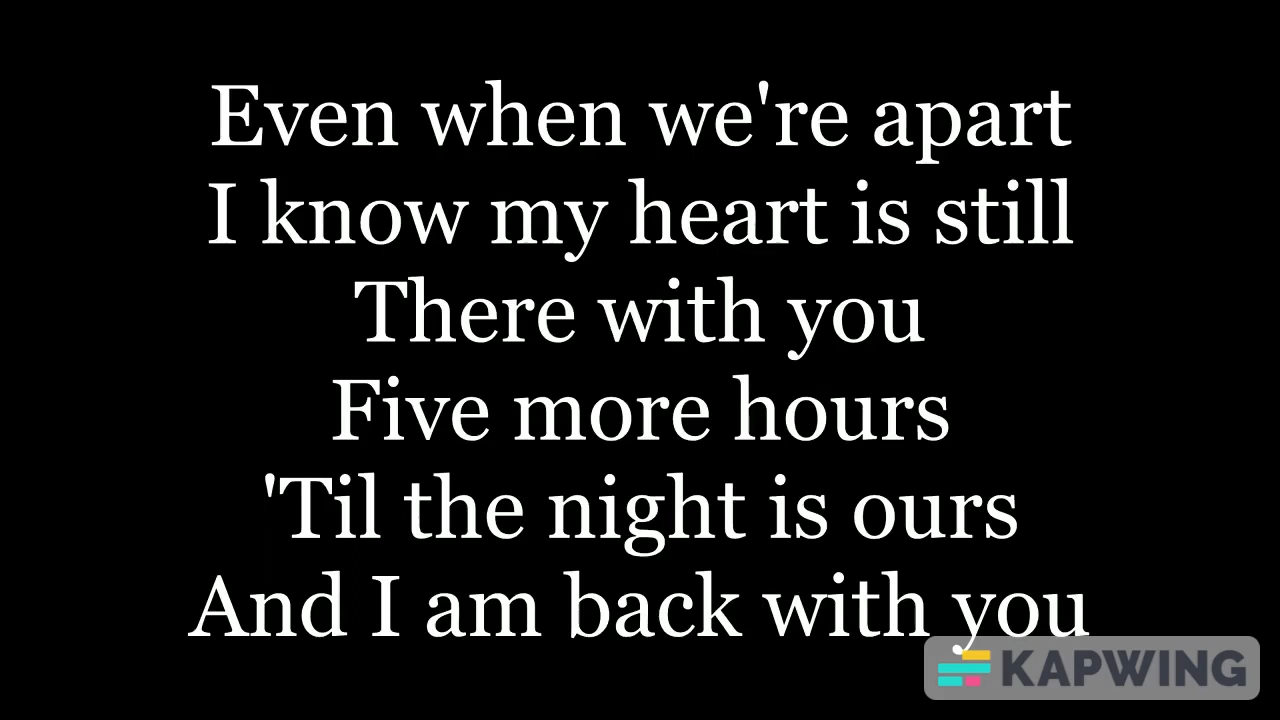 Even when we're apart
I know my heart is still
There with you
Five more hours
'Til the night is ours
And I am back with you
KAPWING